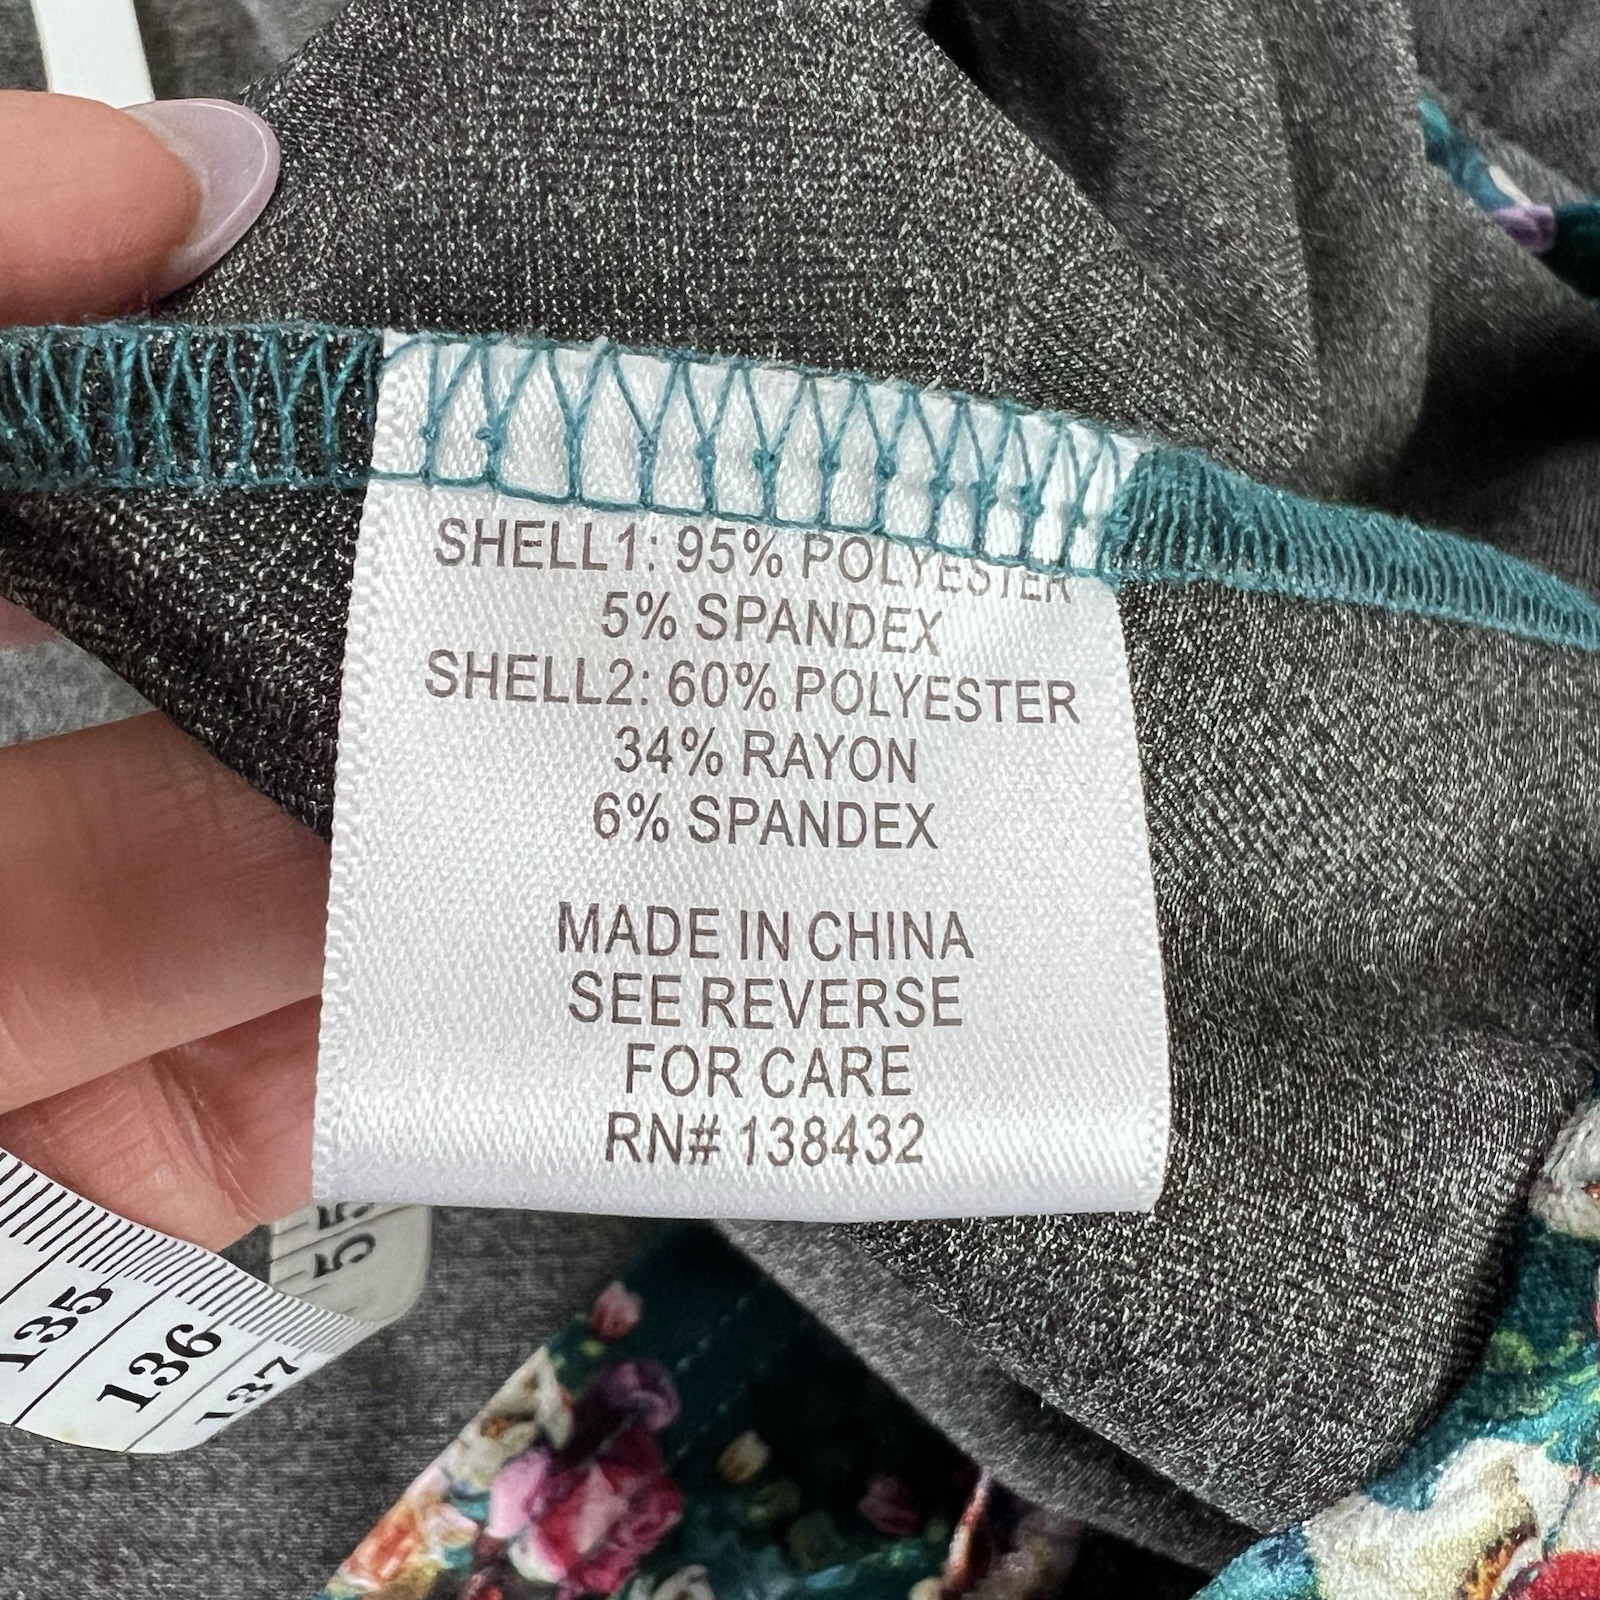 SHELL1: 95% POLYESTER
5% SPANDEX
SHELL2: 60% POLYESTER
34% RAYON
6% SPANDEX
MADE IN CHINA
SEE REVERSE
FOR CARE
RN# 138432
135
136
137
5